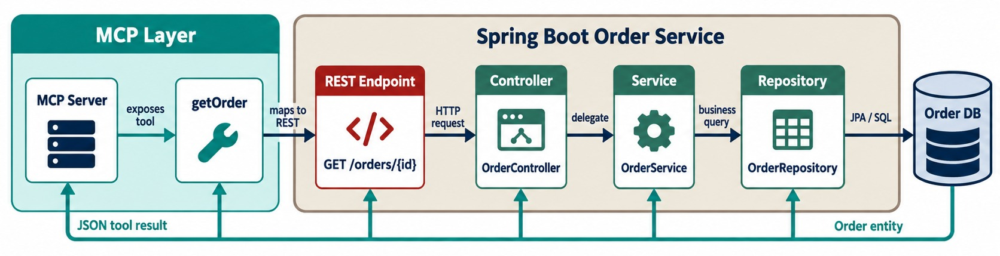 MCP Layer
Spring Boot Order Service
MCP Server
exposes
tool
getOrder
maps to
REST
REST Endpoint
</>
GET /orders/{id}
HTTP
request
Controller
OrderController
delegate
Service
OrderService
business
query
Repository
OrderRepository
JPA / SQL
Order DB
JSON tool result
Order entity